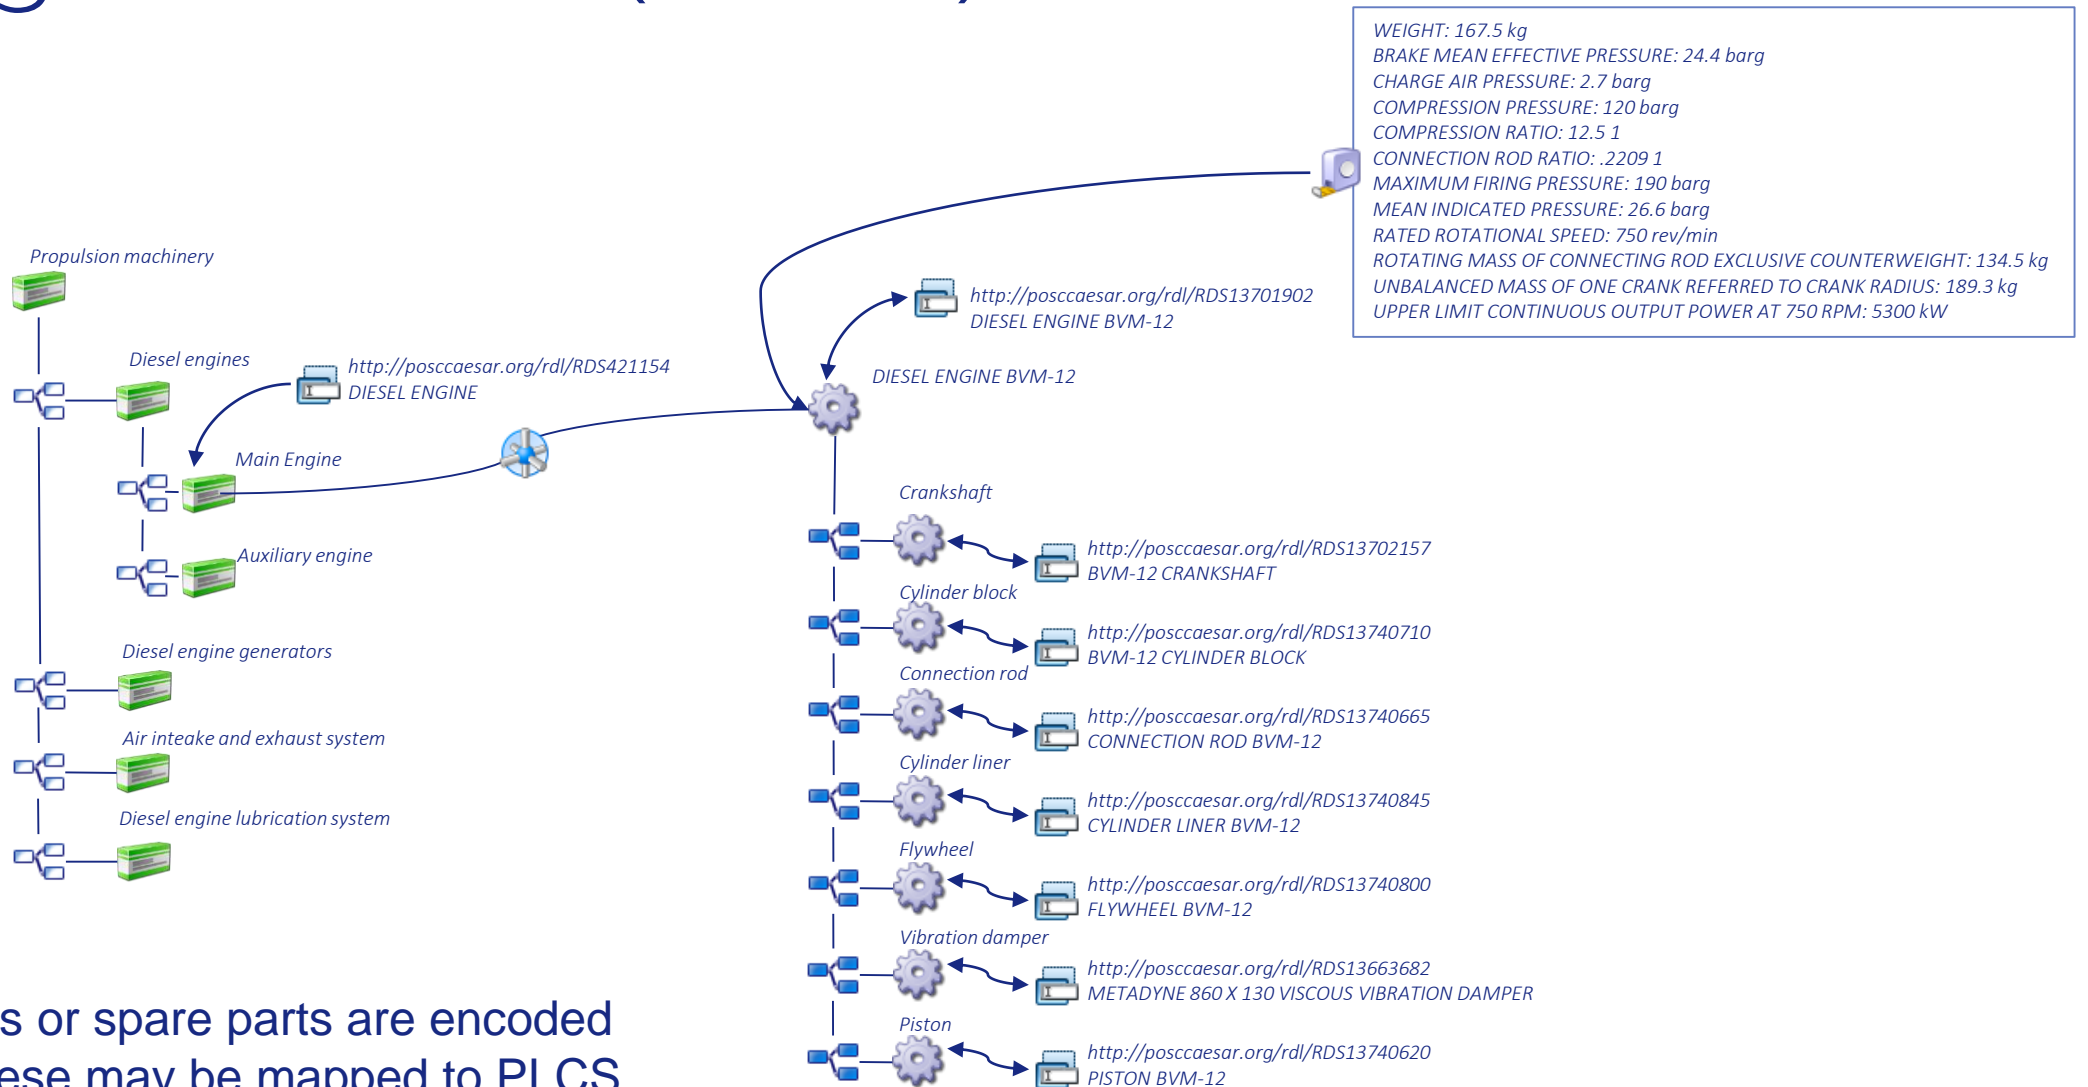 WEIGHT: 167.5 kg
BRAKE MEAN EFFECTIVE PRESSURE: 24.4 barg
CHARGE AIR PRESSURE: 2.7 barg
COMPRESSION PRESSURE: 120 barg
COMPRESSION RATIO: 12.5 1
CONNECTION ROD RATIO: .2209 1
MAXIMUM FIRING PRESSURE: 190 barg
MEAN INDICATED PRESSURE: 26.6 barg
RATED ROTATIONAL SPEED: 750 rev/min
ROTATING MASS OF CONNECTING ROD EXCLUSIVE COUNTERWEIGHT: 134.5 kg
UNBALANCED MASS OF ONE CRANK REFERRED TO CRANK RADIUS: 189.3 kg
UPPER LIMIT CONTINUOUS OUTPUT POWER AT 750 RPM: 5300 kW
Propulsion machinery
Diesel engines
http://posccaesar.org/rdl/RDS421154
DIESEL ENGINE
Main Engine
Auxiliary engine
Diesel engine generators
Air inteake and exhaust system
Diesel engine lubrication system
http://posccaesar.org/rdl/RDS13701902
DIESEL ENGINE BVM-12
DIESEL ENGINE BVM-12
Crankshaft
http://posccaesar.org/rdl/RDS13702157
BVM-12 CRANKSHAFT
Cylinder block
http://posccaesar.org/rdl/RDS13740710
BVM-12 CYLINDER BLOCK
Connection rod
http://posccaesar.org/rdl/RDS13740665
CONNECTION ROD BVM-12
Cylinder liner
http://posccaesar.org/rdl/RDS13740845
CYLINDER LINER BVM-12
Flywheel
http://posccaesar.org/rdl/RDS13740800
FLYWHEEL BVM-12
Vibration damper
http://posccaesar.org/rdl/RDS13663682
METADYNE 860 X 130 VISCOUS VIBRATION DAMPER
Piston
http://posccaesar.org/rdl/RDS13740620
PISTON BVM-12
s or spare parts are encoded
ese may be mapped to PLCS